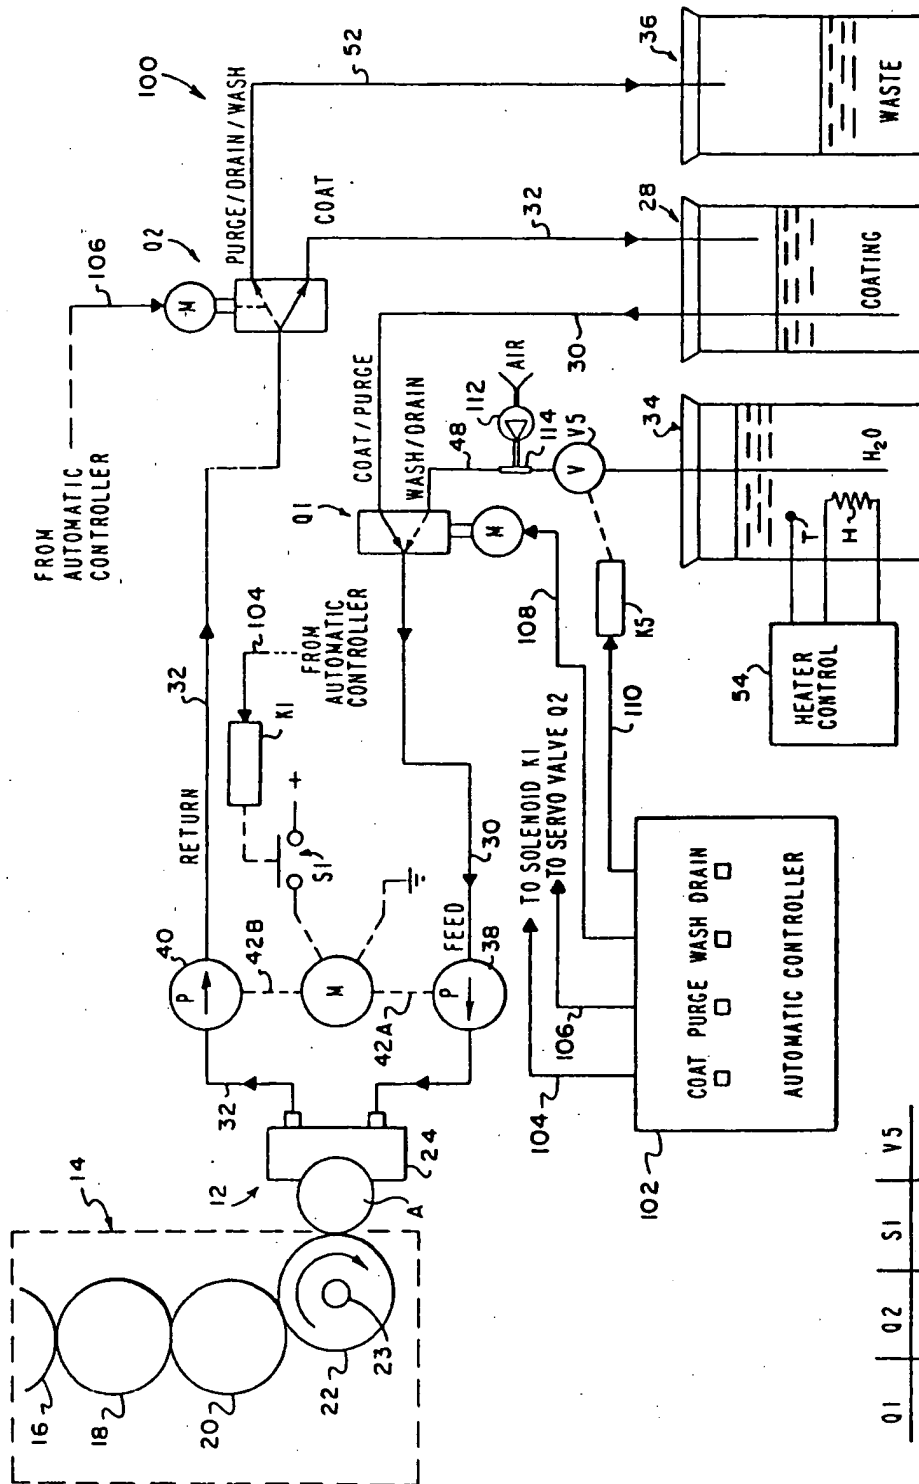 14
16
18
20
22
23
12
A
24
32
40
P
42B
M
42A
P
38
FEED
30
RETURN
32
K1
104
S1
+
FROM
AUTOMATIC
CONTROLLER
FROM
AUTOMATIC
CONTROLLER
106
M
Q2
100
PURGE/DRAIN/WASH
COAT
52
32
COAT/PURGE
WASH/DRAIN
Q1
M
30
48
AIR
112
114
V5
V
108
K5
110
TO SOLENOID K1
TO SERVO VALVE Q2
104
106
102
COAT PURGE WASH DRAIN
AUTOMATIC CONTROLLER
54
HEATER
CONTROL
T
H
34
H2O
28
COATING
36
WASTE
Q1 Q2 S1 V5